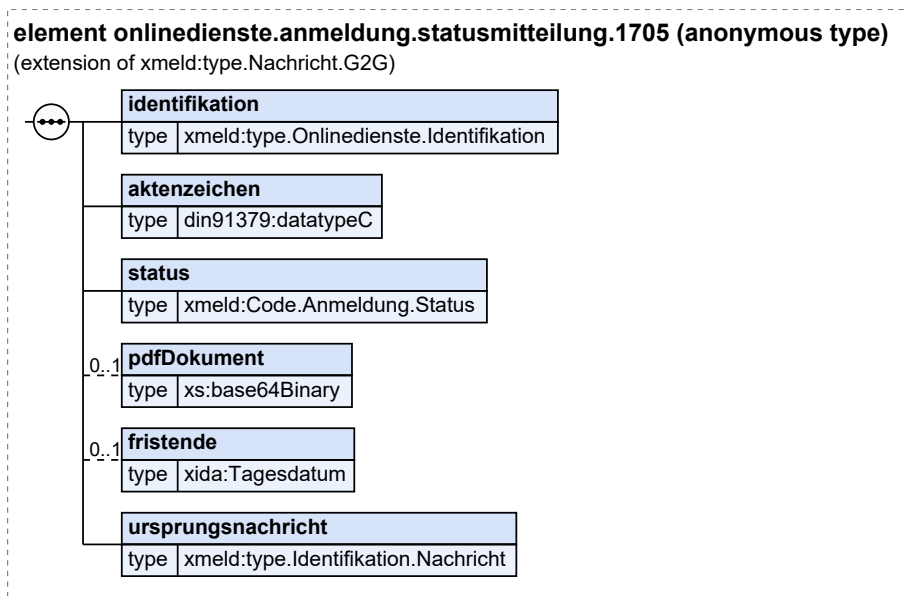 element onlinedienste.anmeldung.statusmitteilung.1705 (anonymous type)
(extension of xmeld:type.Nachricht.G2G)
identifikation
type xmeld:type.Onlinedienste.Identifikation
aktenzeichen
type din91379:datatypeC
status
type xmeld:Code.Anmeldung.Status
0..1 pdfDokument
type xs:base64Binary
0..1 fristende
type xida:Tagesdatum
ursprungsnachricht
type xmeld:type.Identifikation.Nachricht